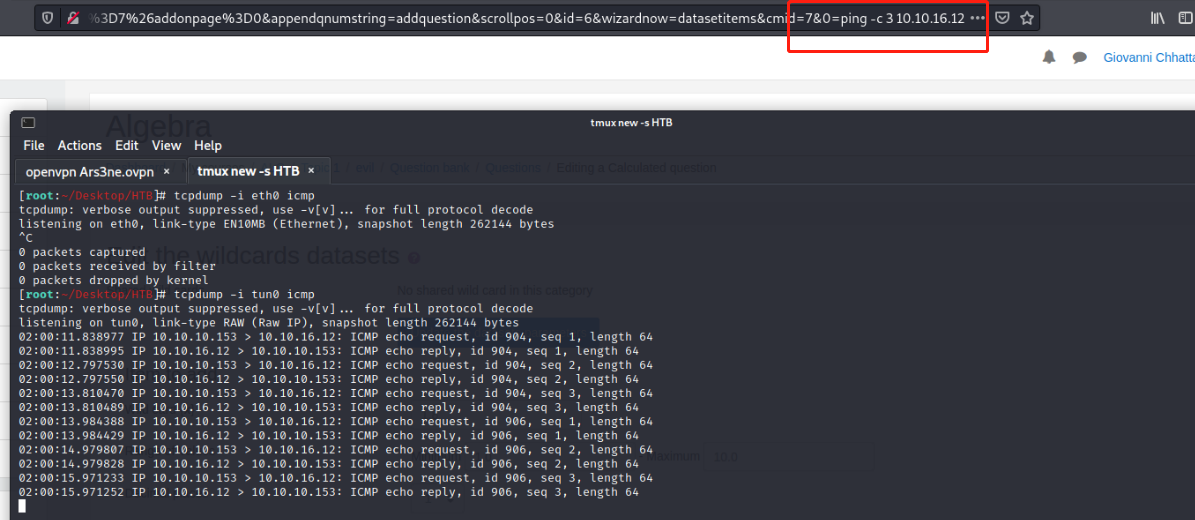 %3D7%26addonpage%3D0&appendqnumstring=addquestion&scrollpos=0&id=6&wizardnow=datasetitems&cmid=7&0=ping -c 3 10.10.16.12 •••
Giovanni Chhatta
Algebra
tmux new -s HTB
File Actions Edit View Help
openvpn Ars3ne.ovpn × tmux new -s HTB ×
Question bank / Questions / Editing a Calculated question
[root:~/Desktop/HTB]# tcpdump -i eth0 icmp
tcpdump: verbose output suppressed, use -v[v]... for full protocol decode
listening on eth0, link-type EN10MB (Ethernet), snapshot length 262144 bytes
^C
0 packets captured
the wildcards datasets
0 packets received by filter
0 packets dropped by kernel
No shared wild card in this category
[root:~/Desktop/HTB]# tcpdump -i tun0 icmp
tcpdump: verbose output suppressed, use -v[v]... for full protocol decode
listening on tun0, link-type RAW (Raw IP), snapshot length 262144 bytes
02:00:11.838977 IP 10.10.10.153 > 10.10.16.12: ICMP echo request, id 904, seq 1, length 64
02:00:11.838995 IP 10.10.16.12 > 10.10.10.153: ICMP echo reply, id 904, seq 1, length 64
02:00:12.797530 IP 10.10.10.153 > 10.10.16.12: ICMP echo request, id 904, seq 2, length 64
02:00:12.797550 IP 10.10.16.12 > 10.10.10.153: ICMP echo reply, id 904, seq 2, length 64
02:00:13.810470 IP 10.10.10.153 > 10.10.16.12: ICMP echo request, id 904, seq 3, length 64
02:00:13.810489 IP 10.10.16.12 > 10.10.10.153: ICMP echo reply, id 904, seq 3, length 64
02:00:13.984388 IP 10.10.10.153 > 10.10.16.12: ICMP echo request, id 906, seq 1, length 64
02:00:13.984429 IP 10.10.16.12 > 10.10.10.153: ICMP echo reply, id 906, seq 1, length 64
02:00:14.979807 IP 10.10.10.153 > 10.10.16.12: ICMP echo request, id 906, seq 2, length 64
Maximum 10.0
02:00:14.979828 IP 10.10.16.12 > 10.10.10.153: ICMP echo reply, id 906, seq 2, length 64
02:00:15.971233 IP 10.10.10.153 > 10.10.16.12: ICMP echo request, id 906, seq 3, length 64
02:00:15.971252 IP 10.10.16.12 > 10.10.10.153: ICMP echo reply, id 906, seq 3, length 64